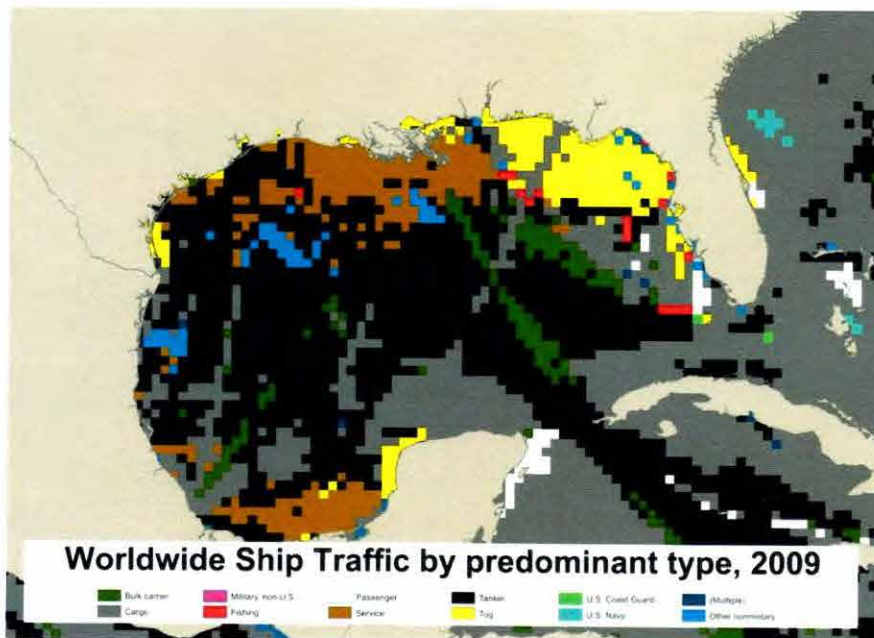 Worldwide Ship Traffic by predominant type, 2009
Bulk carrier Military, non-U.S. Passenger Tanker U.S. Coast Guard (Multiple)
Cargo Fishing Service Tug U.S. Navy Other nonmilitary